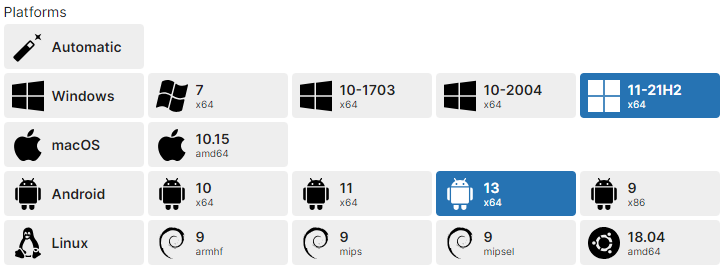 Platforms
Automatic
Windows
7
x64
10-1703
x64
10-2004
x64
11-21H2
x64
macOS
10.15
amd64
Android
10
x64
11
x64
13
x64
9
x86
Linux
9
armhf
9
mips
9
mipsel
18.04
amd64